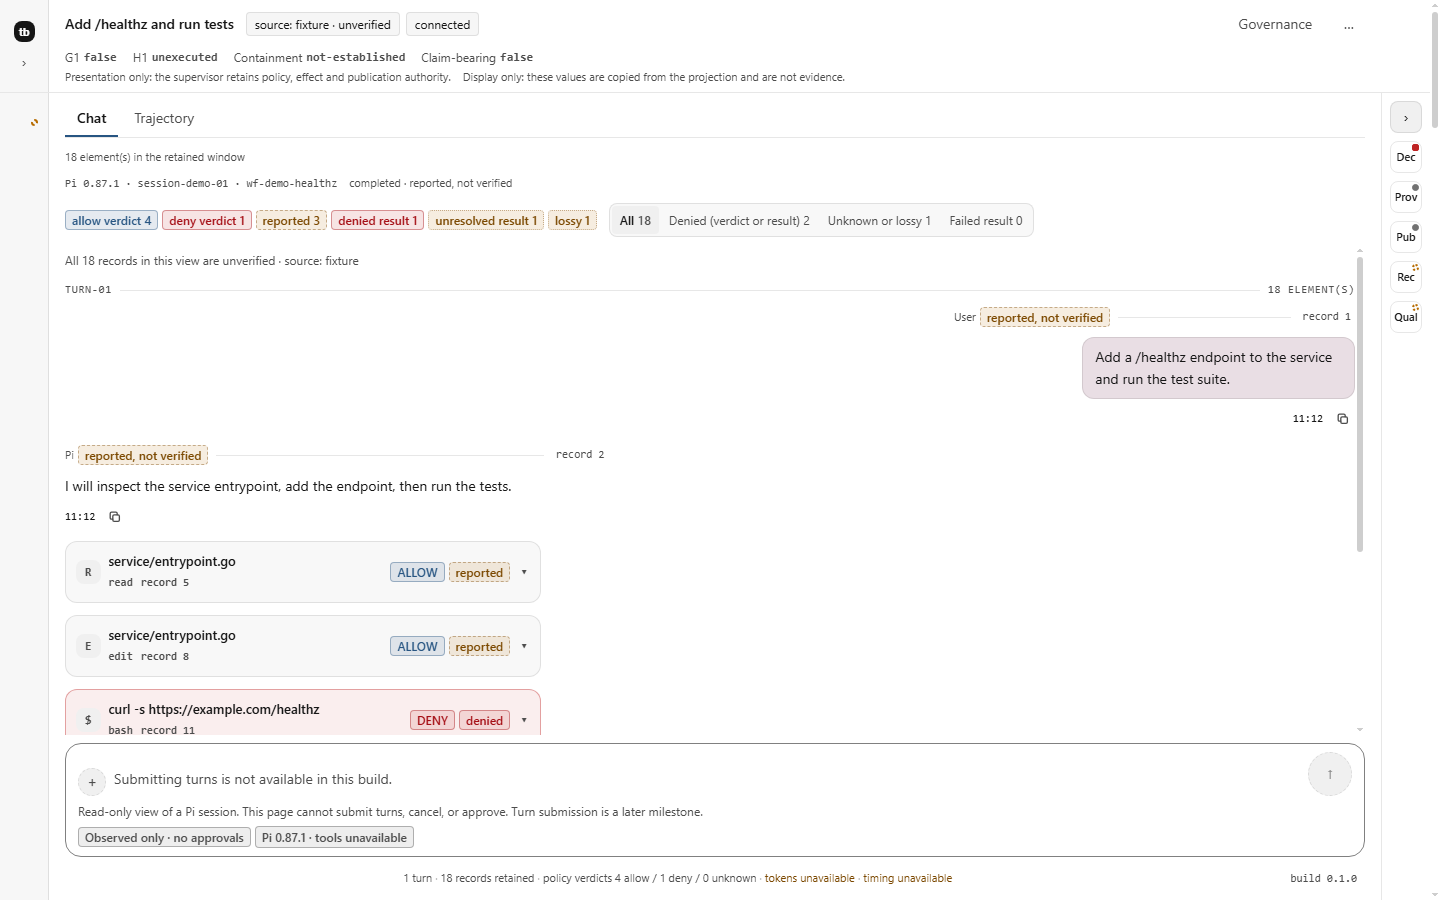 tb
Add /healthz and run tests
source: fixture · unverified
connected
Governance
...
G1 false H1 unexecuted Containment not-established Claim-bearing false
Presentation only: the supervisor retains policy, effect and publication authority. Display only: these values are copied from the projection and are not evidence.
Chat
Trajectory
18 element(s) in the retained window
Pi 0.87.1 · session-demo-01 · wf-demo-healthz completed · reported, not verified
allow verdict 4
deny verdict 1
reported 3
denied result 1
unresolved result 1
lossy 1
All 18
Denied (verdict or result) 2
Unknown or lossy 1
Failed result 0
All 18 records in this view are unverified · source: fixture
TURN-01
18 ELEMENT(S)
User reported, not verified
record 1
Add a /healthz endpoint to the service
and run the test suite.
11:12
Pi reported, not verified
record 2
I will inspect the service entrypoint, add the endpoint, then run the tests.
11:12
R
service/entrypoint.go
read record 5
ALLOW
reported
E
service/entrypoint.go
edit record 8
ALLOW
reported
$
curl -s https://example.com/healthz
bash record 11
DENY
denied
+
Submitting turns is not available in this build.
↑
Read-only view of a Pi session. This page cannot submit turns, cancel, or approve. Turn submission is a later milestone.
Observed only · no approvals
Pi 0.87.1 · tools unavailable
1 turn · 18 records retained · policy verdicts 4 allow / 1 deny / 0 unknown · tokens unavailable · timing unavailable
build 0.1.0
Dec
Prov
Pub
Rec
Qual